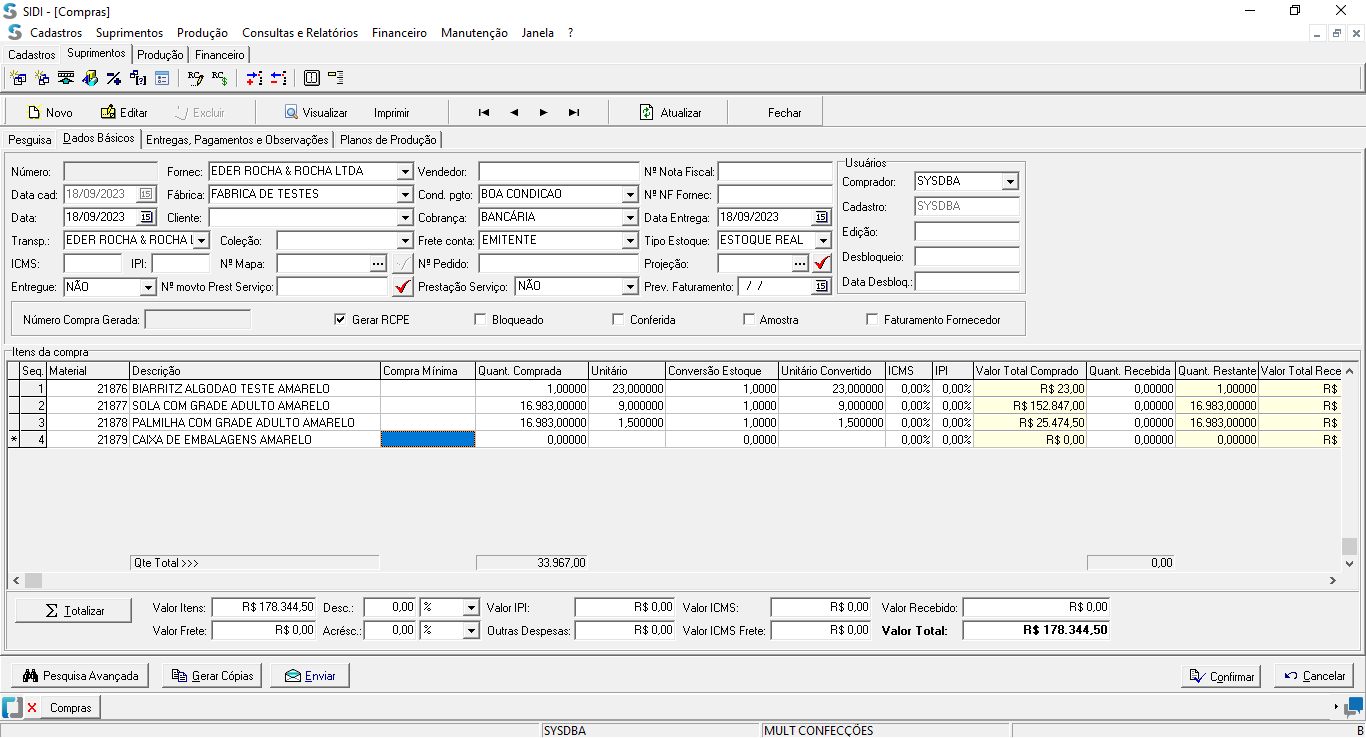 SIDI - [Compras]
Cadastros Suprimentos Produção Consultas e Relatórios Financeiro Manutenção Janela ?
Cadastros Suprimentos Produção Financeiro
Novo Editar Excluir Visualizar Imprimir Atualizar Fechar
Pesquisa Dados Básicos Entregas, Pagamentos e Observações Planos de Produção
Número: Fornec: EDER ROCHA & ROCHA LTDA Vendedor: Nº Nota Fiscal:
Data cad: 18/09/2023 15 Fábrica: FABRICA DE TESTES Cond. pgto: BOA CONDICAO Nº NF Fornec:
Data: 18/09/2023 15 Cliente: Cobrança: BANCÁRIA Data Entrega: 18/09/2023 15
Transp.: EDER ROCHA & ROCHA L Coleção: Frete conta: EMITENTE Tipo Estoque: ESTOQUE REAL
ICMS: IPI: Nº Mapa: ... Nº Pedido: Projeção: ...
Entregue: NÃO Nº movto Prest Serviço: Prestação Serviço: NÃO Prev. Faturamento: / / 15
Usuários
Comprador: SYSDBA
Cadastro: SYSDBA
Edição:
Desbloqueio:
Data Desbloq.:
Número Compra Gerada: Gerar RCPE Bloqueado Conferida Amostra Faturamento Fornecedor
Itens da compra
Seq. Material Descrição Compra Mínima Quant. Comprada Unitário Conversão Estoque Unitário Convertido ICMS IPI Valor Total Comprado Quant. Recebida Quant. Restante Valor Total Rece
1 21876 BIARRITZ ALGODAO TESTE AMARELO 1,00000 23,000000 1,0000 23,000000 0,00% 0,00% R$ 23,00 0,00000 1,00000 R$
2 21877 SOLA COM GRADE ADULTO AMARELO 16.983,00000 9,000000 1,0000 9,000000 0,00% 0,00% R$ 152.847,00 0,00000 16.983,00000 R$
3 21878 PALMILHA COM GRADE ADULTO AMARELO 16.983,00000 1,500000 1,0000 1,500000 0,00% 0,00% R$ 25.474,50 0,00000 16.983,00000 R$
* 4 21879 CAIXA DE EMBALAGENS AMARELO 0,00000 0,0000 0,00% 0,00% R$ 0,00 0,00000 0,00000 R$
Qte Total >>> 33.967,00 0,00
Totalizar Valor Itens: R$ 178.344,50 Desc.: 0,00 % Valor IPI: R$ 0,00 Valor ICMS: R$ 0,00 Valor Recebido: R$ 0,00
Valor Frete: R$ 0,00 Acrésc.: 0,00 % Outras Despesas: R$ 0,00 Valor ICMS Frete: R$ 0,00 Valor Total: R$ 178.344,50
Pesquisa Avançada Gerar Cópias Enviar Confirmar Cancelar
Compras
SYSDBA MULT CONFECÇÕES B